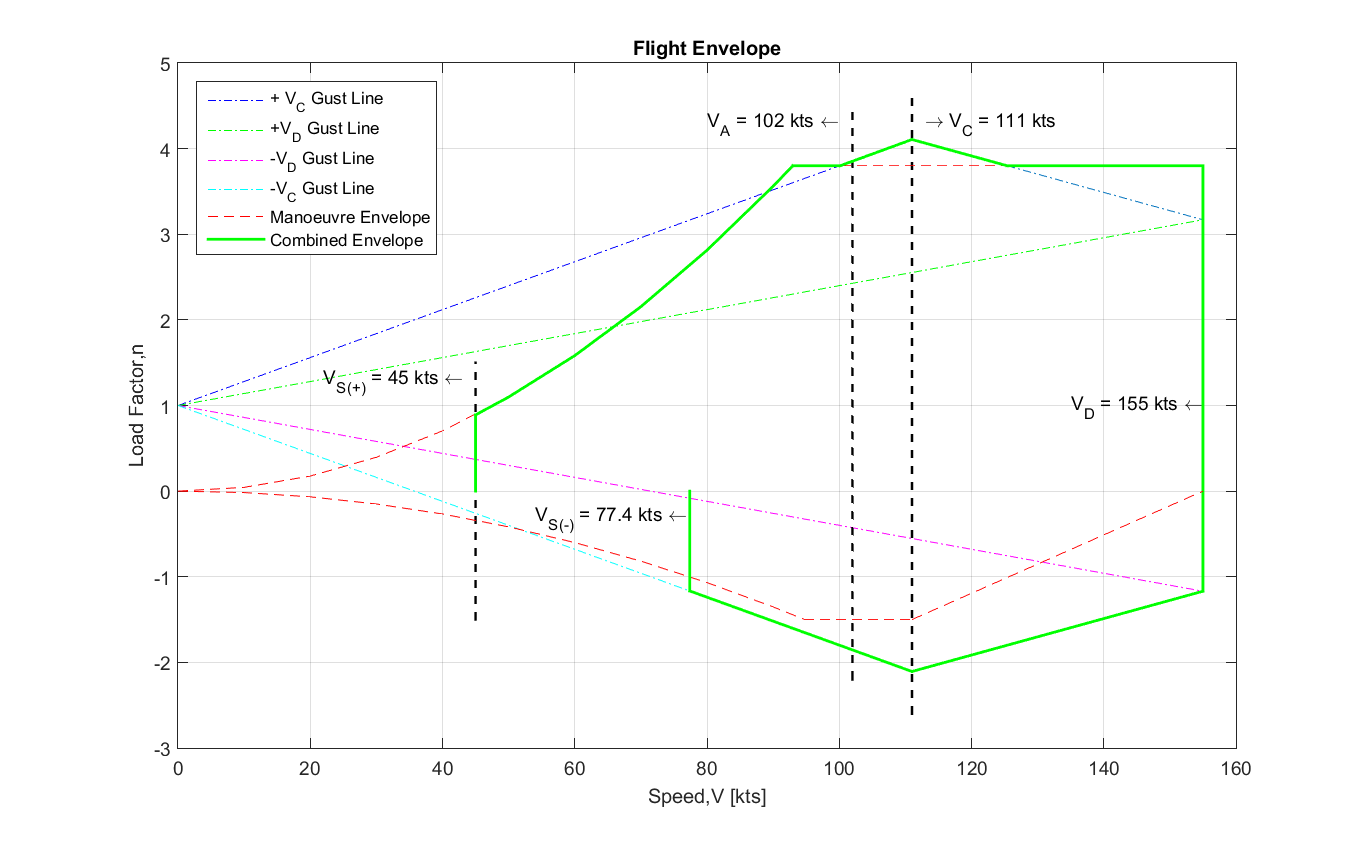 Flight Envelope
+ V_C Gust Line
+V_D Gust Line
-V_D Gust Line
-V_C Gust Line
Manoeuvre Envelope
Combined Envelope
V_A = 102 kts ←
→ V_C = 111 kts
V_S(+) = 45 kts ←
V_D = 155 kts ←
V_S(-) = 77.4 kts ←
Load Factor,n
5
4
3
2
1
0
-1
-2
-3
0 20 40 60 80 100 120 140 160
Speed,V [kts]